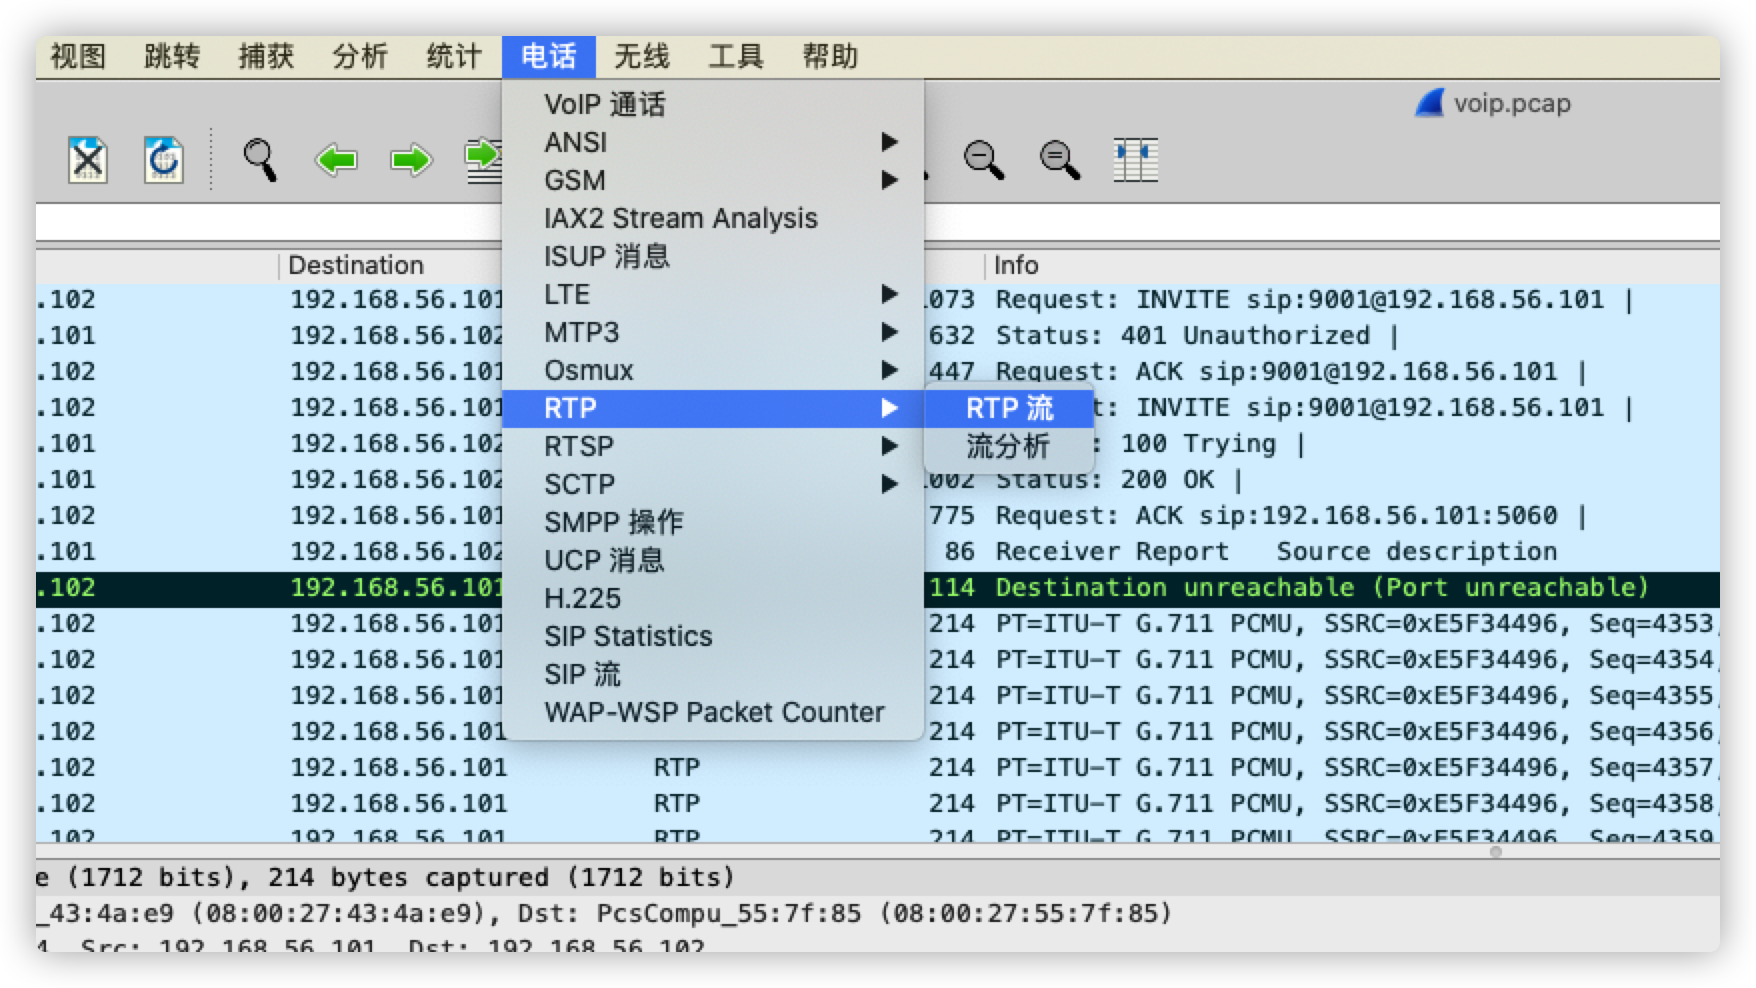 视图 跳转 捕获 分析 统计 电话 无线 工具 帮助
voip.pcap
VoIP 通话
ANSI
GSM
IAX2 Stream Analysis
ISUP 消息
LTE
MTP3
Osmux
RTP
RTSP
SCTP
SMPP 操作
UCP 消息
H.225
SIP Statistics
SIP 流
WAP-WSP Packet Counter
RTP 流
流分析
Destination Info
.102 192.168.56.101 1073 Request: INVITE sip:9001@192.168.56.101 |
.101 192.168.56.102 632 Status: 401 Unauthorized |
.102 192.168.56.101 447 Request: ACK sip:9001@192.168.56.101 |
.102 192.168.56.101 t: INVITE sip:9001@192.168.56.101 |
.101 192.168.56.102 : 100 Trying |
.101 192.168.56.102 1002 Status: 200 OK |
.102 192.168.56.101 775 Request: ACK sip:192.168.56.101:5060 |
.101 192.168.56.102 86 Receiver Report Source description
.102 192.168.56.101 114 Destination unreachable (Port unreachable)
.102 192.168.56.101 214 PT=ITU-T G.711 PCMU, SSRC=0xE5F34496, Seq=4353,
.102 192.168.56.101 214 PT=ITU-T G.711 PCMU, SSRC=0xE5F34496, Seq=4354,
.102 192.168.56.101 214 PT=ITU-T G.711 PCMU, SSRC=0xE5F34496, Seq=4355,
.102 192.168.56.101 214 PT=ITU-T G.711 PCMU, SSRC=0xE5F34496, Seq=4356,
.102 192.168.56.101 RTP 214 PT=ITU-T G.711 PCMU, SSRC=0xE5F34496, Seq=4357,
.102 192.168.56.101 RTP 214 PT=ITU-T G.711 PCMU, SSRC=0xE5F34496, Seq=4358,
.102 192.168.56.101 RTP 214 PT=ITU-T G.711 PCMU, SSRC=0xE5F34496, Seq=4359,
e (1712 bits), 214 bytes captured (1712 bits)
_43:4a:e9 (08:00:27:43:4a:e9), Dst: PcsCompu_55:7f:85 (08:00:27:55:7f:85)
4, Src: 192.168.56.101, Dst: 192.168.56.102